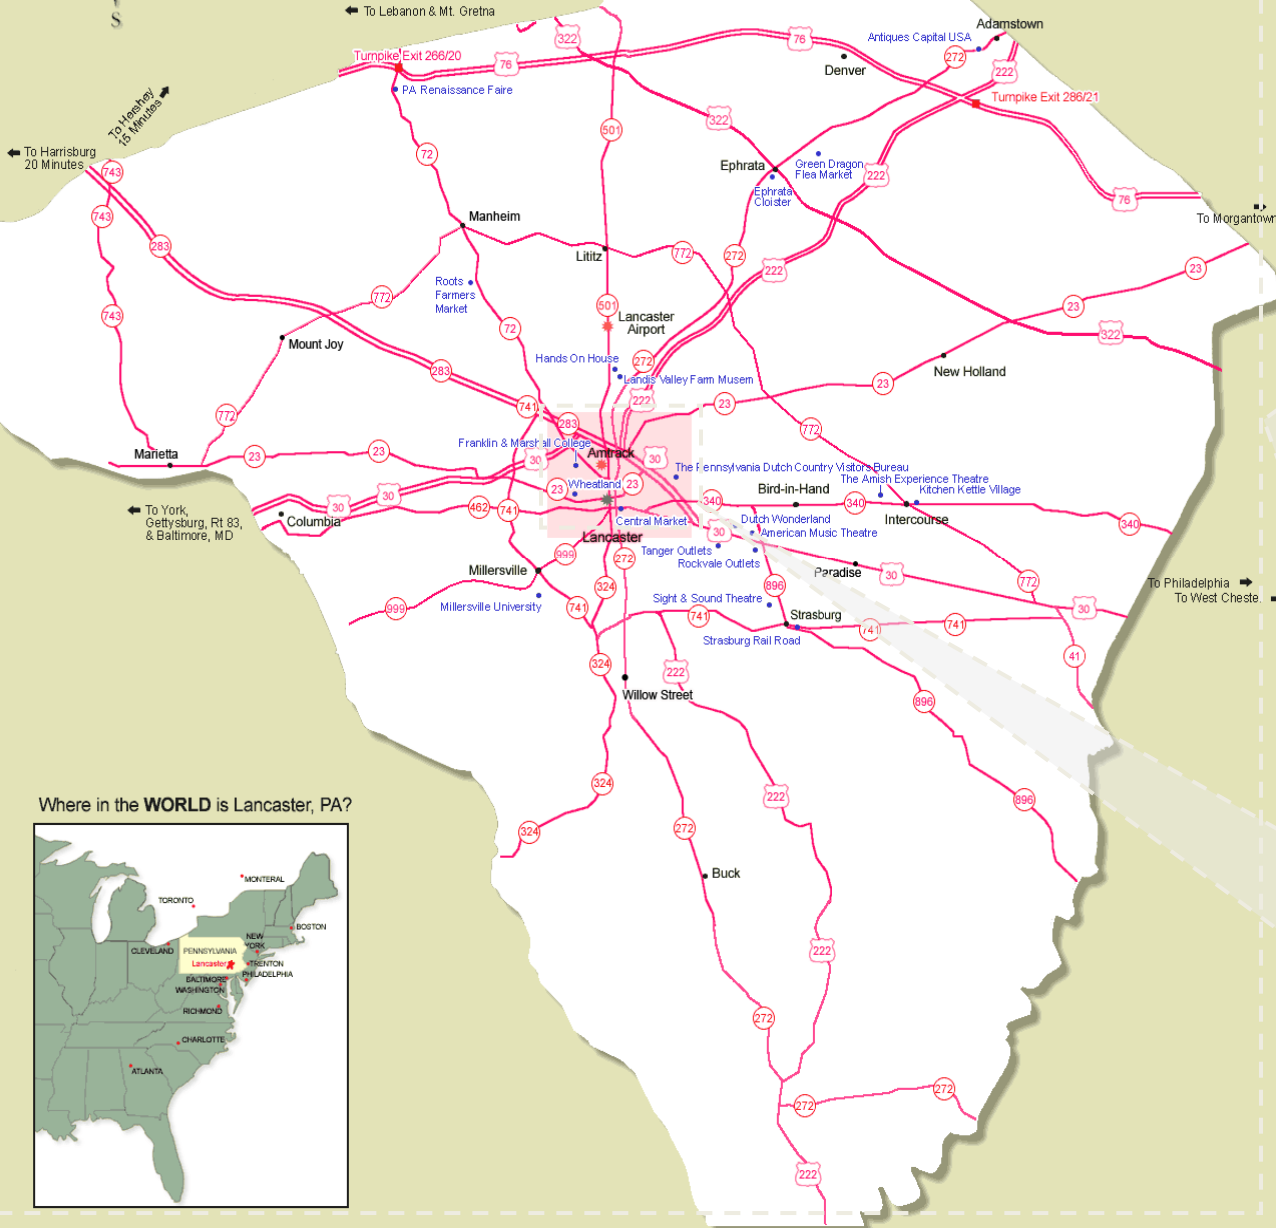 S
To Lebanon & Mt. Gretna
Adamstown
Antiques Capital USA
322
76
272
Turnpike Exit 266/20
76
Denver
222
PA Renaissance Faire
Turnpike Exit 286/21
To Hershey
15 Minutes
322
501
To Harrisburg
20 Minutes
72
743
Ephrata
Green Dragon
Flea Market
222
Ephrata
Cloister
76
743
Manheim
To Morgantown
283
Lititz
772
272
222
23
Roots
Farmers
Market
772
501
23
743
Lancaster
Airport
72
322
Mount Joy
Hands On House
272
283
Landis Valley Farm Musem
New Holland
23
222
23
741
772
283
772
Franklin & Marshall College
Marietta
23
23
Amtrack
30
30
The Pennsylvania Dutch Country Visitors Bureau
The Amish Experience Theatre
Wheatland
23
23
Bird-in-Hand
Kitchen Kettle Village
30
30
340
340
To York,
Gettysburg, Rt 83,
& Baltimore, MD
Columbia
462
741
Central Market
Dutch Wonderland
Intercourse
340
30
American Music Theatre
Lancaster
999
272
Tanger Outlets
Rockvale Outlets
Millersville
Paradise
30
324
896
772
To Philadelphia
To West Cheste.
999
Millersville University
741
Sight & Sound Theatre
30
741
Strasburg
741
741
Strasburg Rail Road
41
324
222
Willow Street
896
324
222
896
Where in the WORLD is Lancaster, PA?
324
272
Buck
MONTERAL
TORONTO
BOSTON
NEW
YORK
CLEVELAND
PENNSYLVANIA
222
Lancaster
TRENTON
PHILADELPHIA
BALTIMORE
WASHINGTON
RICHMOND
272
CHARLOTTE
ATLANTA
272
272
222